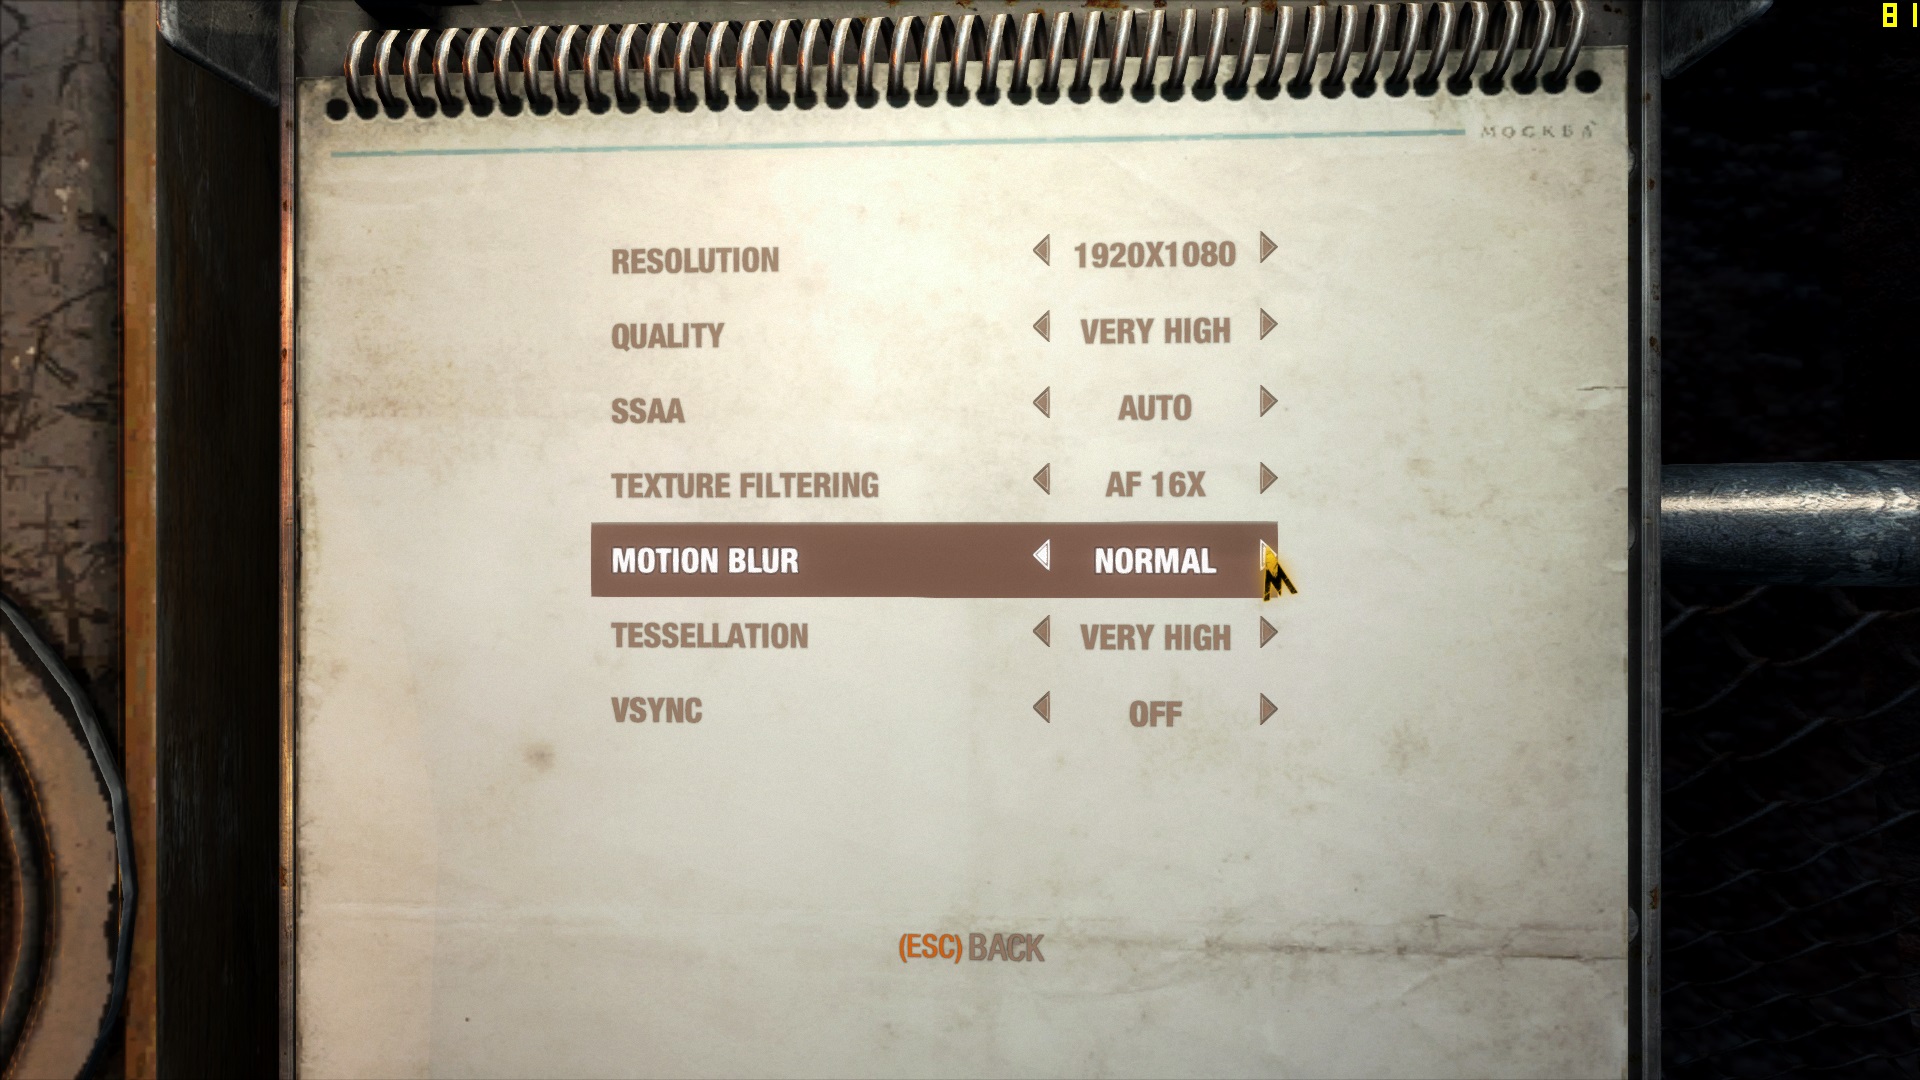 81
МОСКВА
RESOLUTION 1920X1080
QUALITY VERY HIGH
SSAA AUTO
TEXTURE FILTERING AF 16X
MOTION BLUR NORMAL
TESSELLATION VERY HIGH
VSYNC OFF
(ESC) BACK